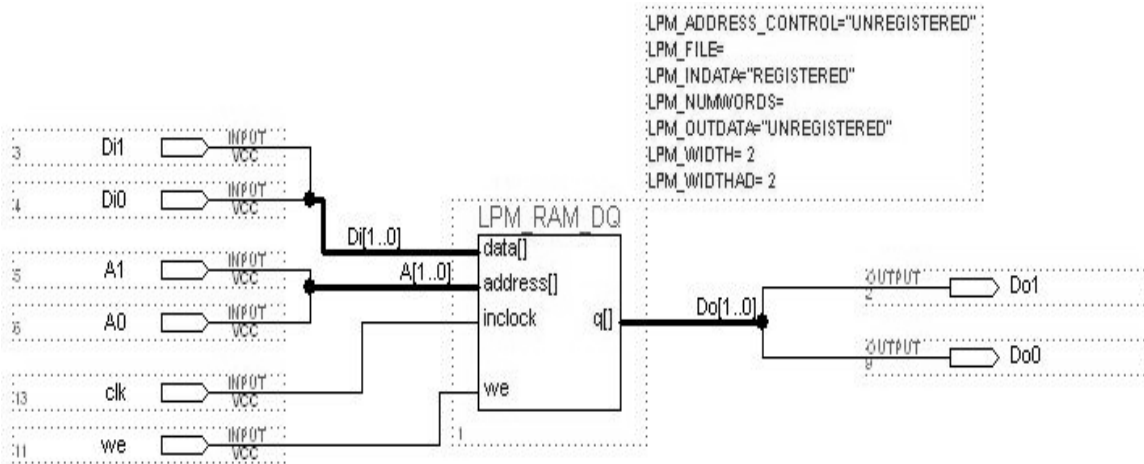 LPM_ADDRESS_CONTROL="UNREGISTERED"
LPM_FILE=
LPM_INDATA="REGISTERED"
LPM_NUMWORDS=
LPM_OUTDATA="UNREGISTERED"
LPM_WIDTH= 2
LPM_WIDTHAD= 2
3 Di1 INPUT
VCC
4 Di0 INPUT
VCC
5 A1 INPUT
VCC
6 A0 INPUT
VCC
13 clk INPUT
VCC
11 we INPUT
VCC
LPM_RAM_DQ
Di[1..0]
data[]
A[1..0]
address[]
inclock
q[]
we
1
Do[1..0]
OUTPUT
2
Do1
OUTPUT
9
Do0